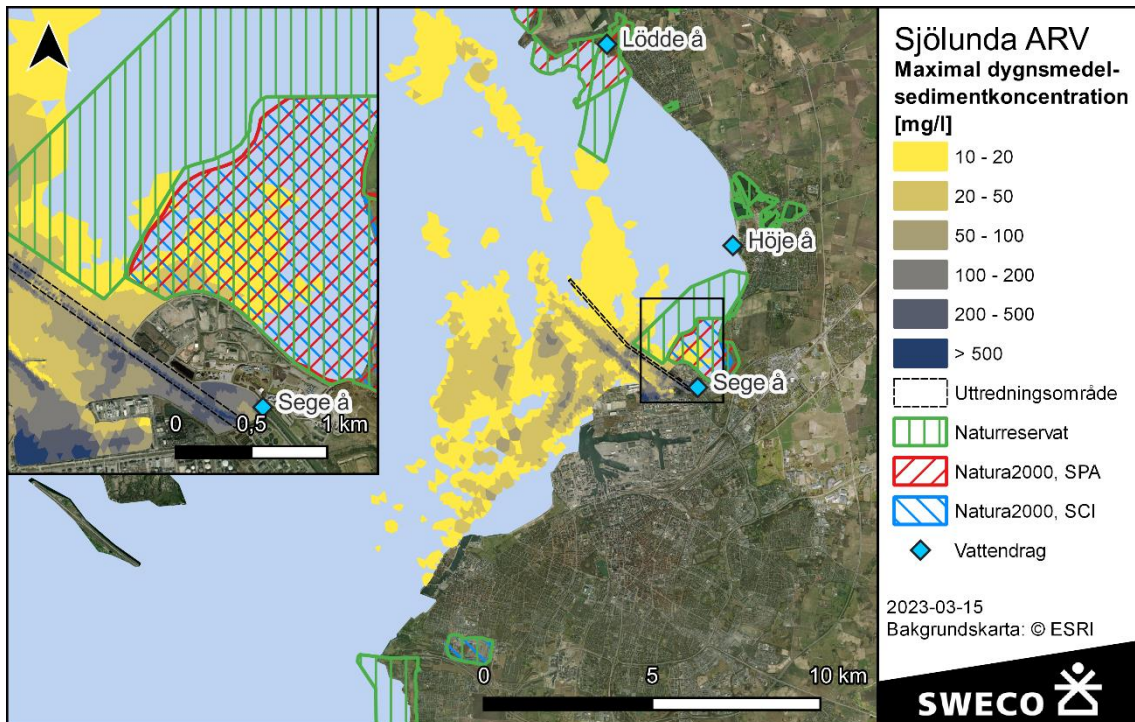 Sjölunda ARV
Maximal dygnsmedel-
sedimentkoncentration
[mg/l]
10 - 20
20 - 50
50 - 100
100 - 200
200 - 500
> 500
Uttredningsområde
Naturreservat
Natura2000, SPA
Natura2000, SCI
Vattendrag
2023-03-15
Bakgrundskarta: © ESRI
SWECO
Lödde å
Höje å
Sege å
Sege å
0 0,5 1 km
0 5 10 km